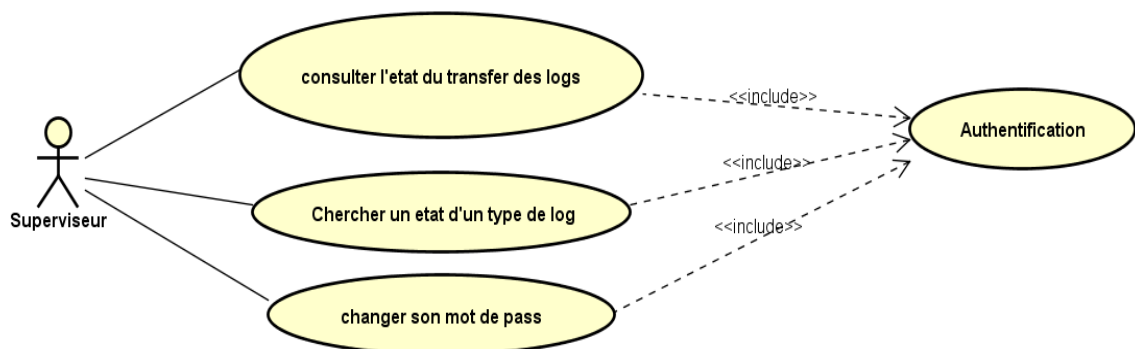 consulter l'etat du transfer des logs
<<include>>
Authentification
<<include>>
Superviseur
Chercher un etat d'un type de log
<<include>>
changer son mot de pass